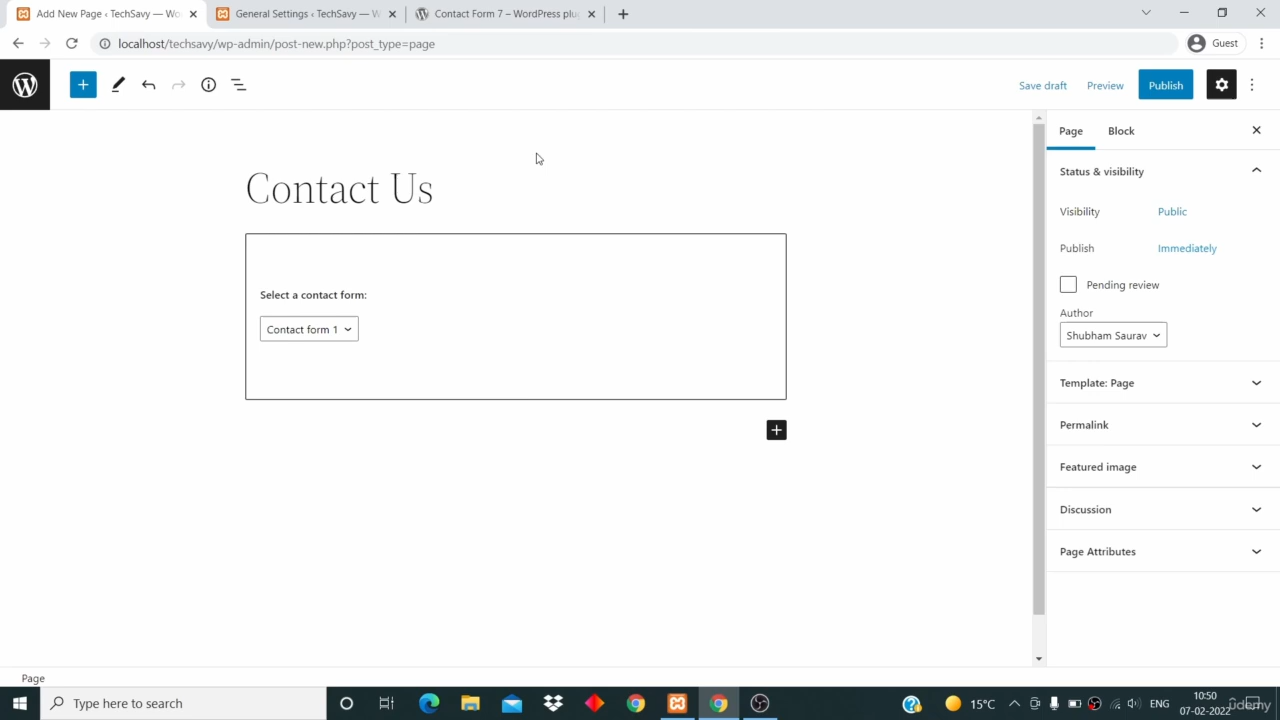 Add New Page ‹ TechSavy — Wo
General Settings ‹ TechSavy — W
Contact Form 7 – WordPress plug
localhost/techsavy/wp-admin/post-new.php?post_type=page
Guest
Save draft
Preview
Publish
Page
Block
Contact Us
Select a contact form:
Contact form 1
Status & visibility
Visibility
Public
Publish
Immediately
Pending review
Author
Shubham Saurav
Template: Page
Permalink
Featured image
Discussion
Page Attributes
Page
Type here to search
15°C
ENG
10:50
07-02-2022
udemy